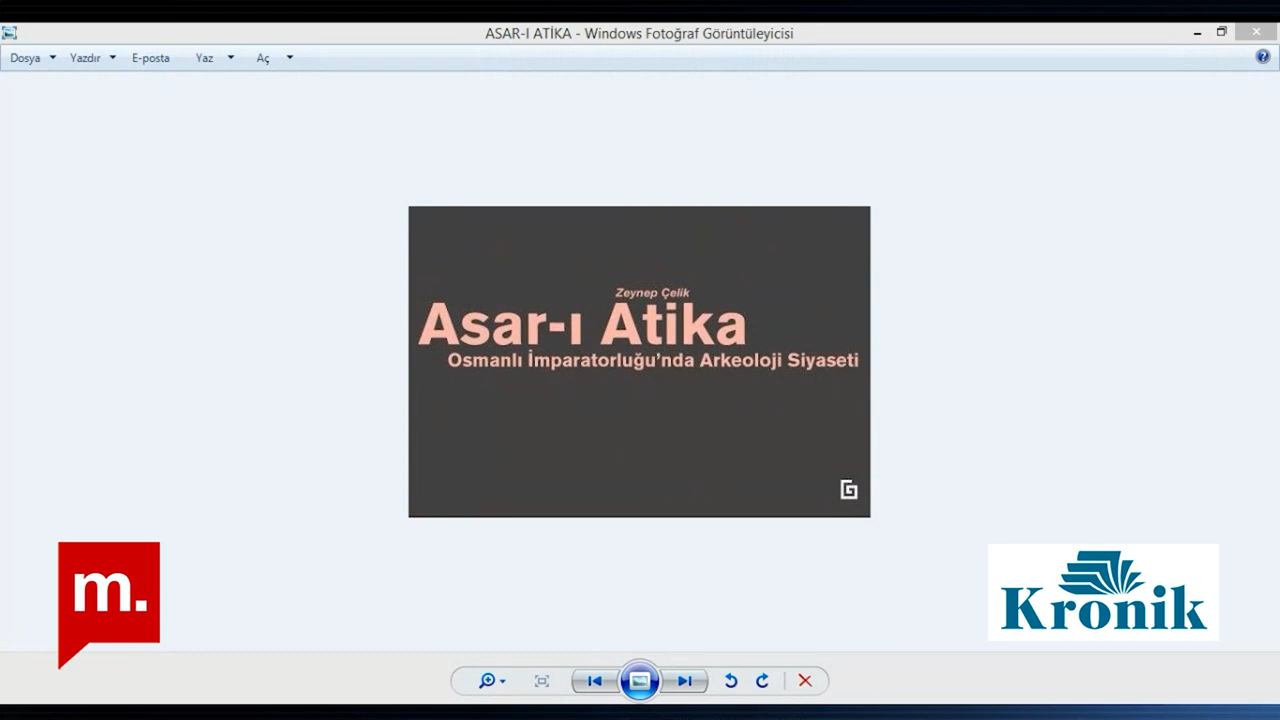 ASAR-I ATİKA - Windows Fotoğraf Görüntüleyicisi
Dosya Yazdır E-posta Yaz Aç
Zeynep Çelik
Asar-ı Atika
Osmanlı İmparatorluğu'nda Arkeoloji Siyaseti
G
m.
Kronik